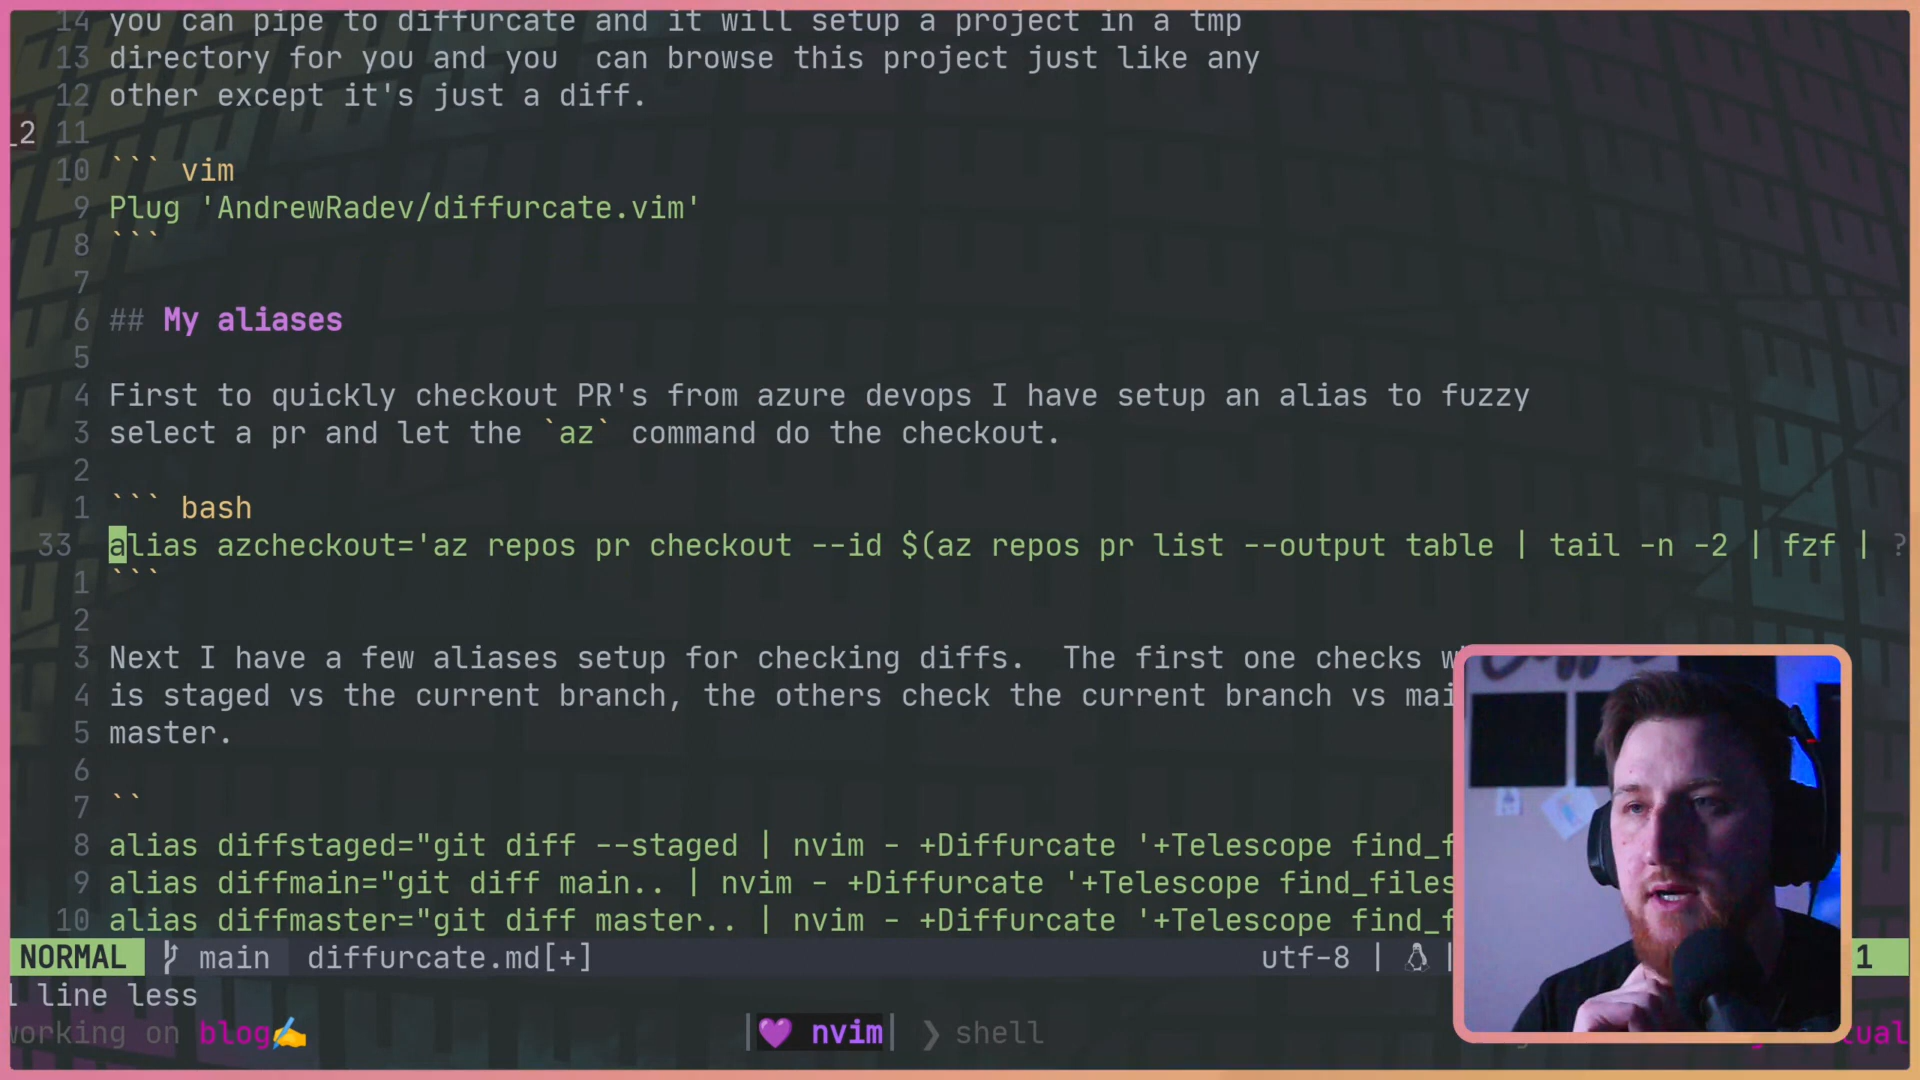 14 you can pipe to diffurcate and it will setup a project in a tmp
13 directory for you and you  can browse this project just like any
12 other except it's just a diff.
_2 11
10 ``` vim
9 Plug 'AndrewRadev/diffurcate.vim'
8 ```
7
6 ## My aliases
5
4 First to quickly checkout PR's from azure devops I have setup an alias to fuzzy
3 select a pr and let the `az` command do the checkout.
2
1 ``` bash
33 alias azcheckout='az repos pr checkout --id $(az repos pr list --output table | tail -n -2 | fzf | ?
1 ```
2
3 Next I have a few aliases setup for checking diffs.  The first one checks w
4 is staged vs the current branch, the others check the current branch vs mai
5 master.
6
7 ``
8 alias diffstaged="git diff --staged | nvim - +Diffurcate '+Telescope find_f
9 alias diffmain="git diff main.. | nvim - +Diffurcate '+Telescope find_files
10 alias diffmaster="git diff master.. | nvim - +Diffurcate '+Telescope find_f
NORMAL main diffurcate.md[+] utf-8 | | 1
1 line less
working on blog✍️ | 💜 nvim | ❯ shell tual